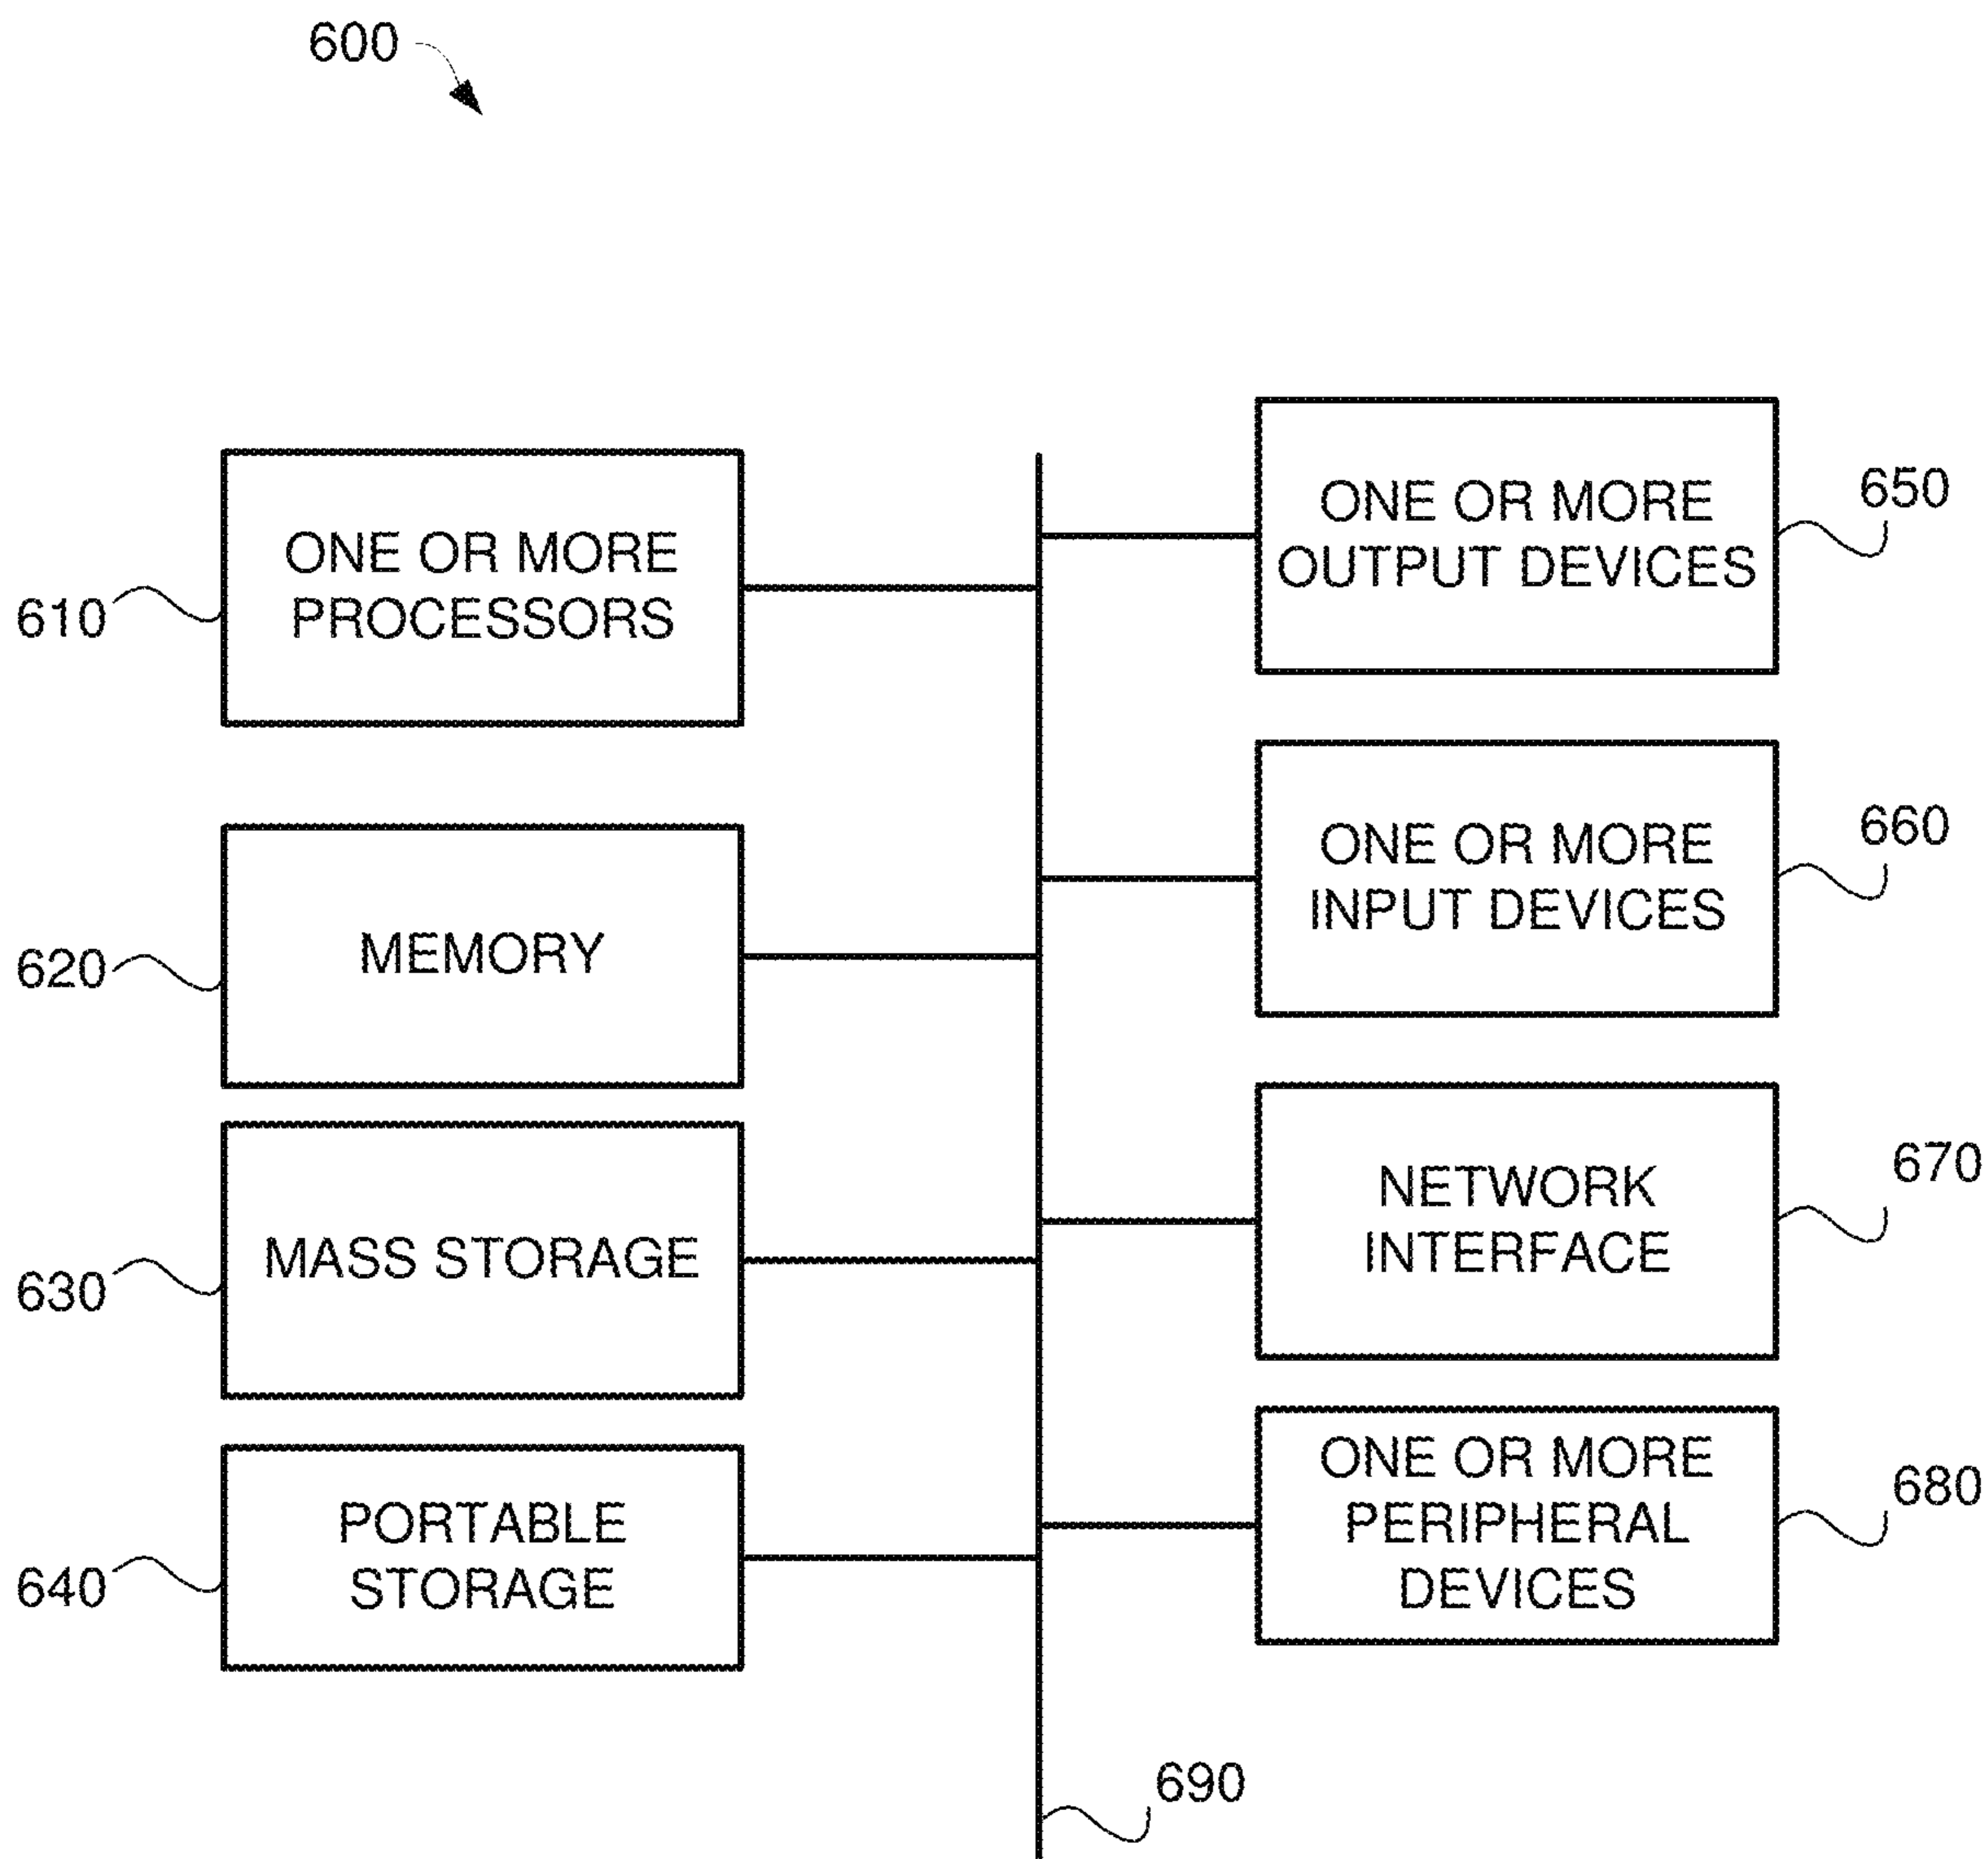 600
ONE OR MORE
PROCESSORS
610
MEMORY
620
MASS STORAGE
630
PORTABLE
STORAGE
640
ONE OR MORE
OUTPUT DEVICES
650
ONE OR MORE
INPUT DEVICES
660
NETWORK
INTERFACE
670
ONE OR MORE
PERIPHERAL
DEVICES
680
690